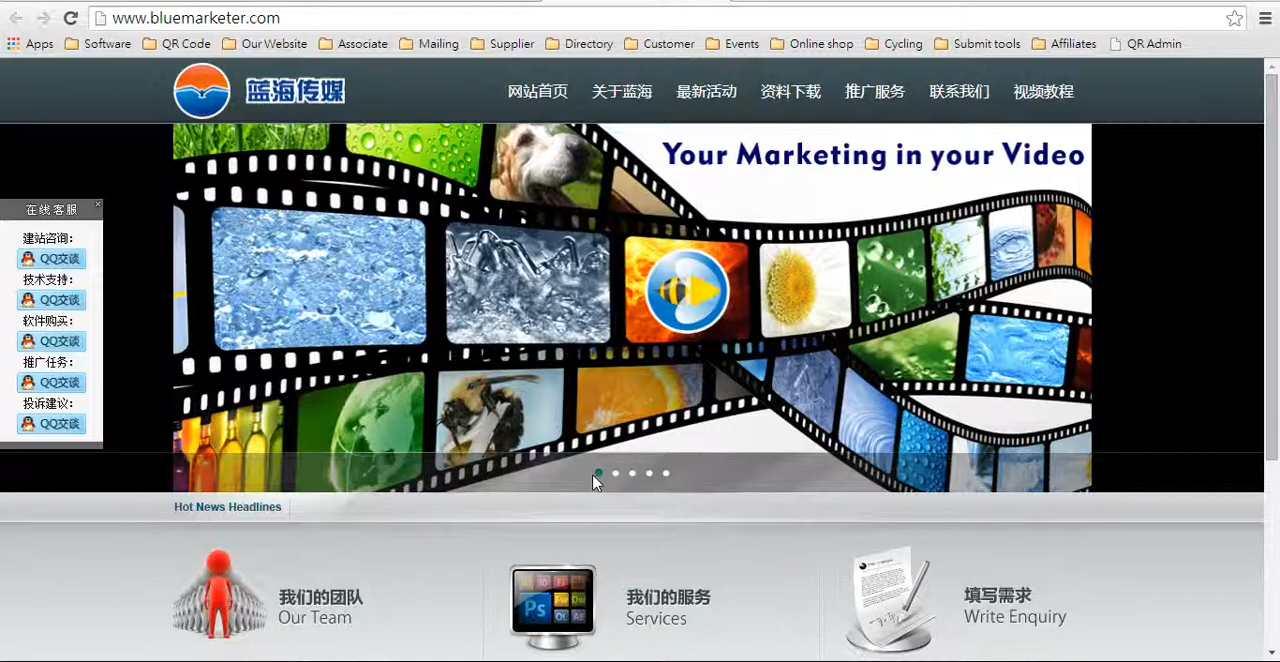 www.bluemarketer.com
Apps Software QR Code Our Website Associate Mailing Supplier Directory Customer Events Online shop Cycling Submit tools Affiliates QR Admin
蓝海传媒 网站首页 关于蓝海 最新活动 资料下载 推广服务 联系我们 视频教程
Your Marketing in your Video
在线客服
建站咨询:
QQ交谈
技术支持:
QQ交谈
软件购买:
QQ交谈
推广任务:
QQ交谈
投诉建议:
QQ交谈
Hot News Headlines
我们的团队
Our Team
Ps
Fw
Dw
我们的服务
Services
填写需求
Write Enquiry